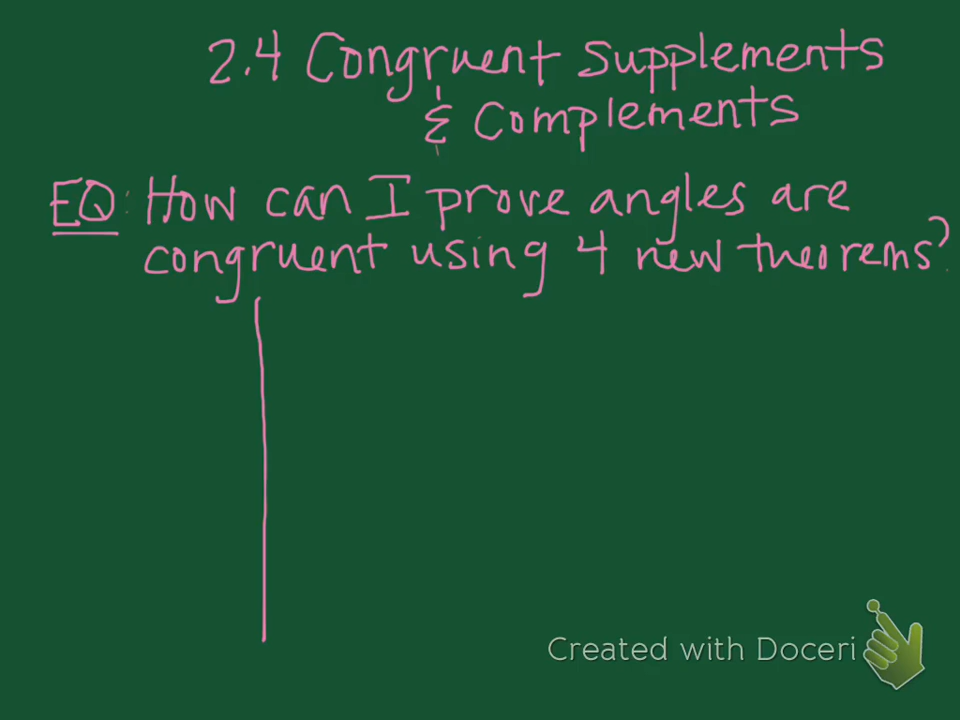 2.4 Congruent Supplements
& Complements
EQ: How can I prove angles are
congruent using 4 new theorems?
Created with Doceri